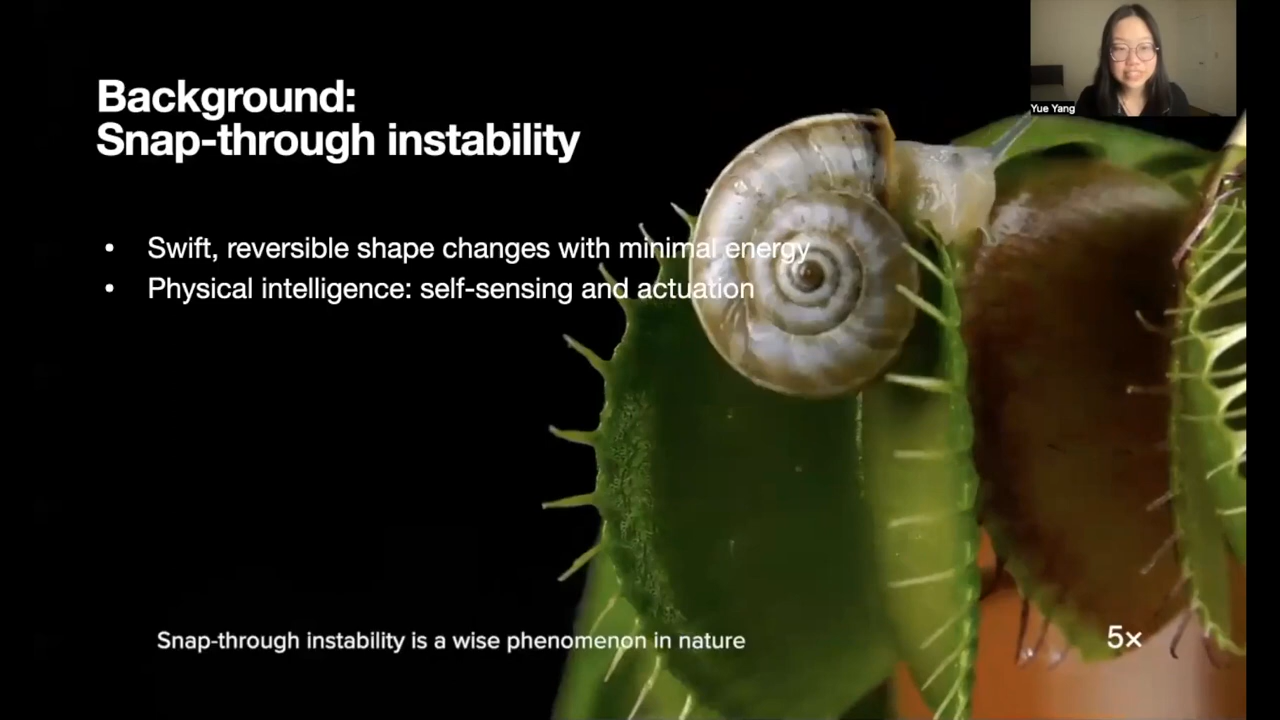 Background:
Snap-through instability
• Swift, reversible shape changes with minimal energy
• Physical intelligence: self-sensing and actuation
Snap-through instability is a wise phenomenon in nature
5×
Yue Yang